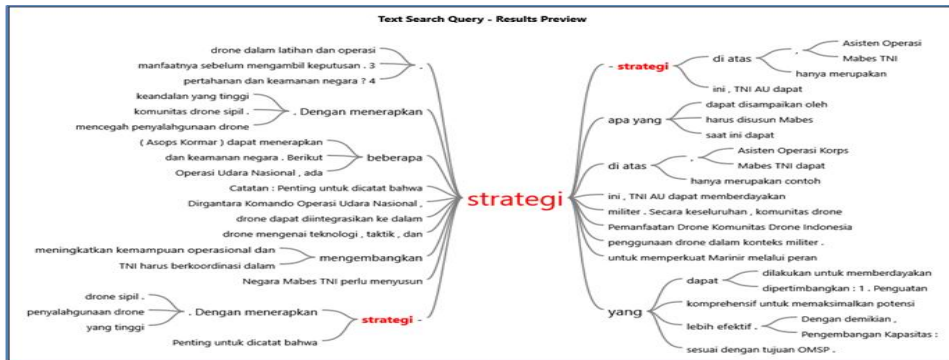 Text Search Query - Results Preview
drone dalam latihan dan operasi
manfaatnya sebelum mengambil keputusan . 3
pertahanan dan keamanan negara ? 4
.
keandalan yang tinggi
komunitas drone sipil .
mencegah penyalahgunaan drone
. Dengan menerapkan
( Asops Kormar ) dapat menerapkan
dan keamanan negara . Berikut
Operasi Udara Nasional , ada
beberapa
Catatan : Penting untuk dicatat bahwa
Dirgantara Komando Operasi Udara Nasional ,
drone dapat diintegrasikan ke dalam
drone mengenai teknologi , taktik , dan
meningkatkan kemampuan operasional dan
TNI harus berkoordinasi dalam
mengembangkan
Negara Mabes TNI perlu menyusun
drone sipil .
penyalahgunaan drone
yang tinggi
. Dengan menerapkan
Penting untuk dicatat bahwa
strategi -
strategi
- strategi
di atas
,
Asisten Operasi
Mabes TNI
hanya merupakan
ini , TNI AU dapat
apa yang
dapat disampaikan oleh
harus disusun Mabes
saat ini dapat
di atas
,
Asisten Operasi Korps
Mabes TNI dapat
hanya merupakan contoh
ini , TNI AU dapat memberdayakan
militer . Secara keseluruhan , komunitas drone
Pemanfaatan Drone Komunitas Drone Indonesia
penggunaan drone dalam konteks militer .
untuk memperkuat Marinir melalui peran
yang
dapat
dilakukan untuk memberdayakan
dipertimbangkan : 1 . Penguatan
komprehensif untuk memaksimalkan potensi
lebih efektif .
Dengan demikian ,
Pengembangan Kapasitas :
sesuai dengan tujuan OMSP .